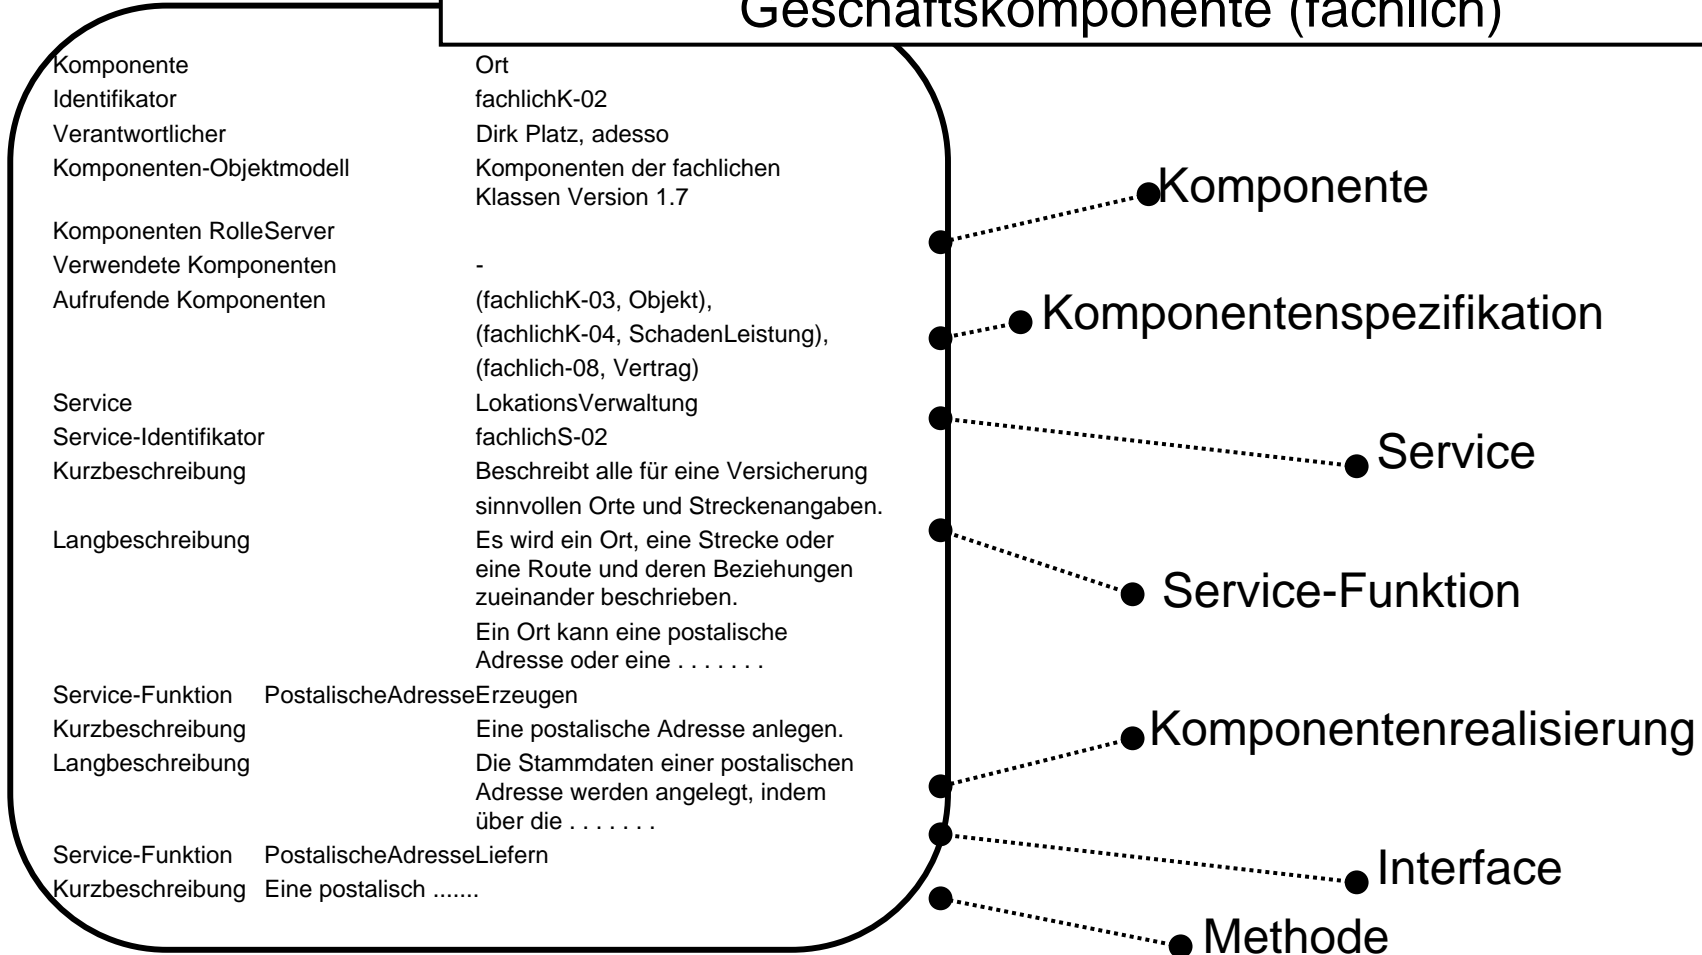 Geschäftskomponente (fachlich)
Komponente Ort
Identifikator fachlichK-02
Verantwortlicher Dirk Platz, adesso
Komponenten-Objektmodell Komponenten der fachlichen
Klassen Version 1.7
Komponenten RolleServer
Verwendete Komponenten -
Aufrufende Komponenten (fachlichK-03, Objekt),
(fachlichK-04, SchadenLeistung),
(fachlich-08, Vertrag)
Service LokationsVerwaltung
Service-Identifikator fachlichS-02
Kurzbeschreibung Beschreibt alle für eine Versicherung
sinnvollen Orte und Streckenangaben.
Langbeschreibung Es wird ein Ort, eine Strecke oder
eine Route und deren Beziehungen
zueinander beschrieben.
Ein Ort kann eine postalische
Adresse oder eine . . . . . . .
Service-Funktion PostalischeAdresseErzeugen
Kurzbeschreibung Eine postalische Adresse anlegen.
Langbeschreibung Die Stammdaten einer postalischen
Adresse werden angelegt, indem
über die . . . . . . .
Service-Funktion PostalischeAdresseLiefern
Kurzbeschreibung Eine postalisch .......
Komponente
Komponentenspezifikation
Service
Service-Funktion
Komponentenrealisierung
Interface
Methode